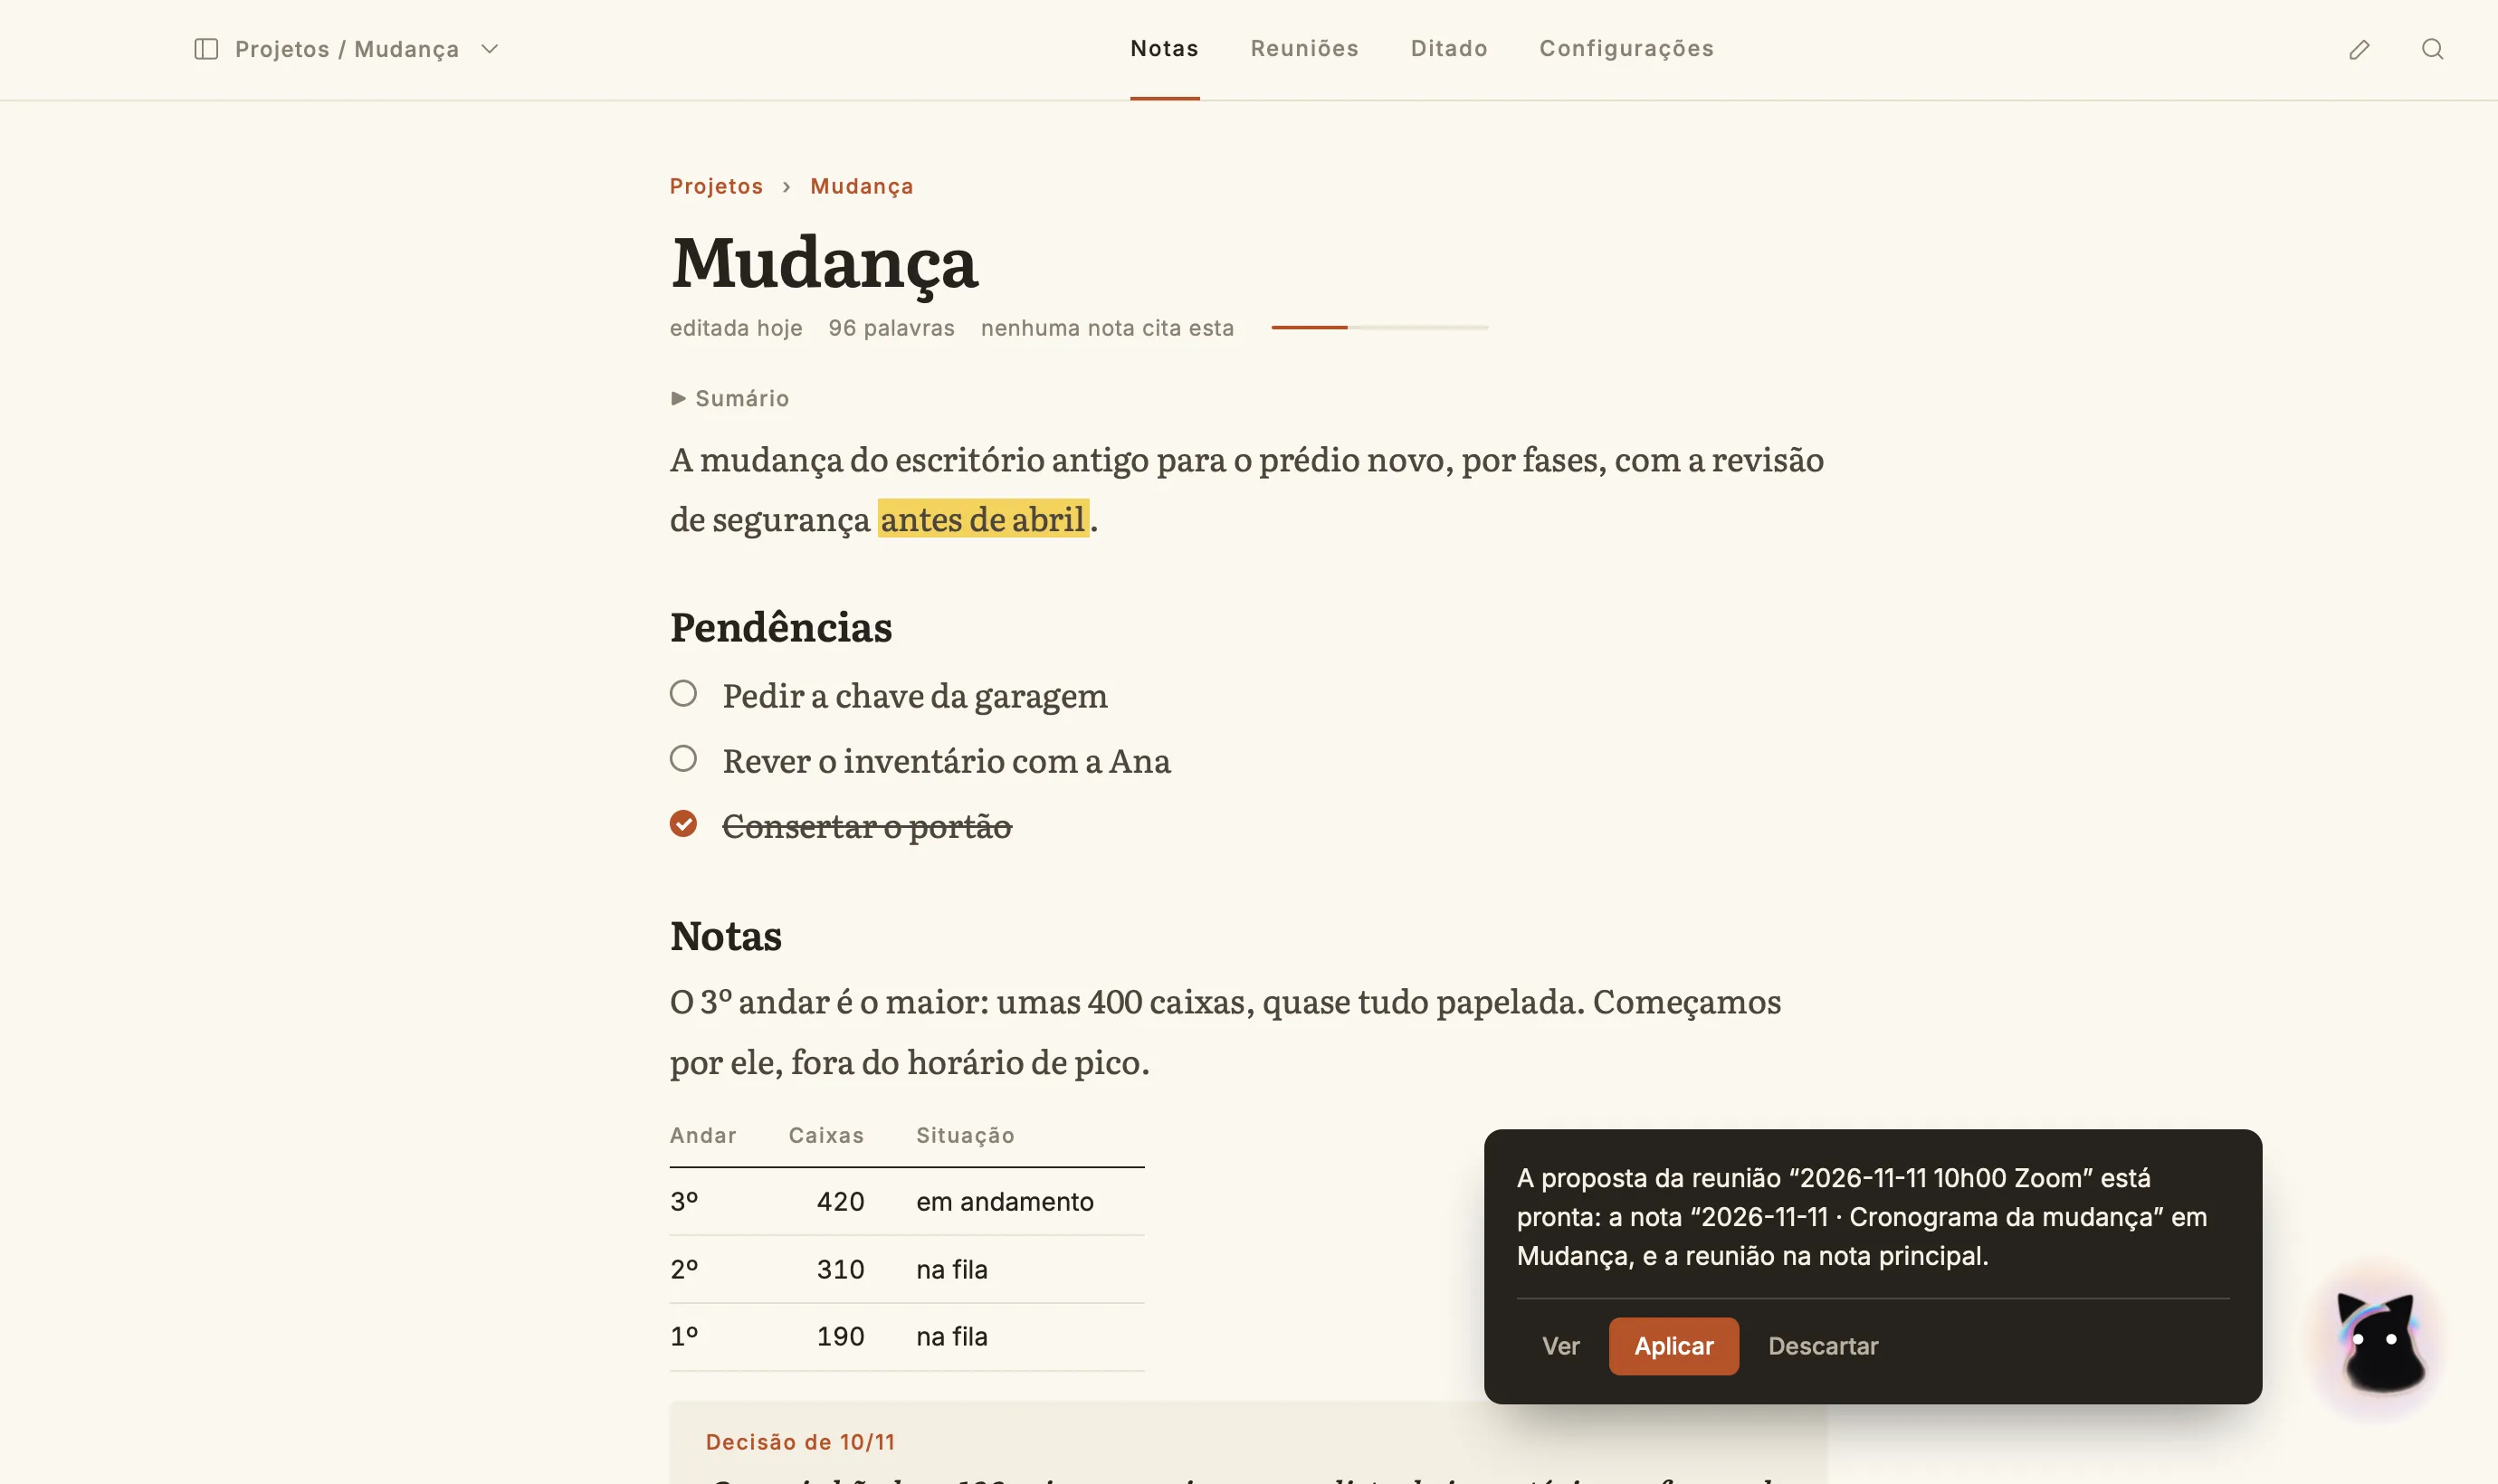 Projetos / Mudança
Notas
Reuniões
Ditado
Configurações
Projetos › Mudança
Mudança
editada hoje 96 palavras nenhuma nota cita esta
Sumário
A mudança do escritório antigo para o prédio novo, por fases, com a revisão
de segurança antes de abril.
Pendências
Pedir a chave da garagem
Rever o inventário com a Ana
Consertar o portão
Notas
O 3º andar é o maior: umas 400 caixas, quase tudo papelada. Começamos
por ele, fora do horário de pico.
Andar Caixas Situação
3º 420 em andamento
2º 310 na fila
1º 190 na fila
A proposta da reunião “2026-11-11 10h00 Zoom” está
pronta: a nota “2026-11-11 · Cronograma da mudança” em
Mudança, e a reunião na nota principal.
Ver Aplicar Descartar
Decisão de 10/11